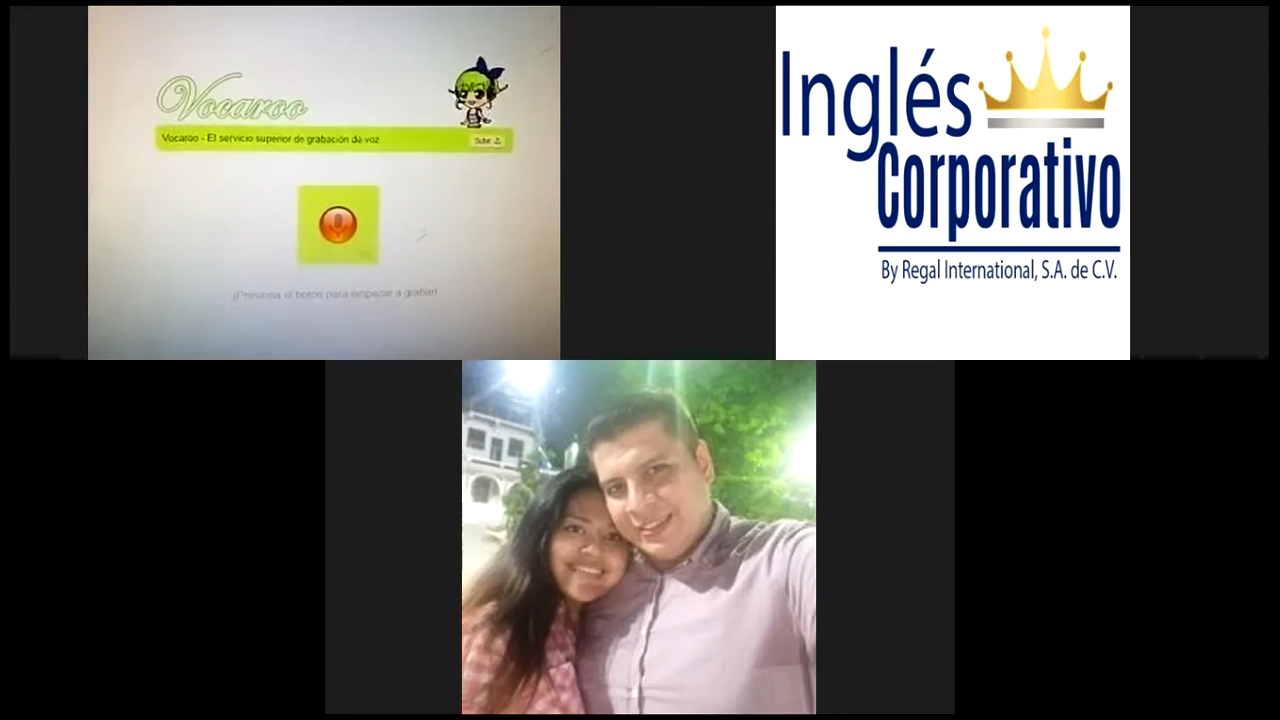 Vocaroo
Vocaroo - El servicio superior de grabación de voz
Subir
¡Presiona el botón para empezar a grabar!
Inglés
Corporativo
By Regal International, S.A. de C.V.